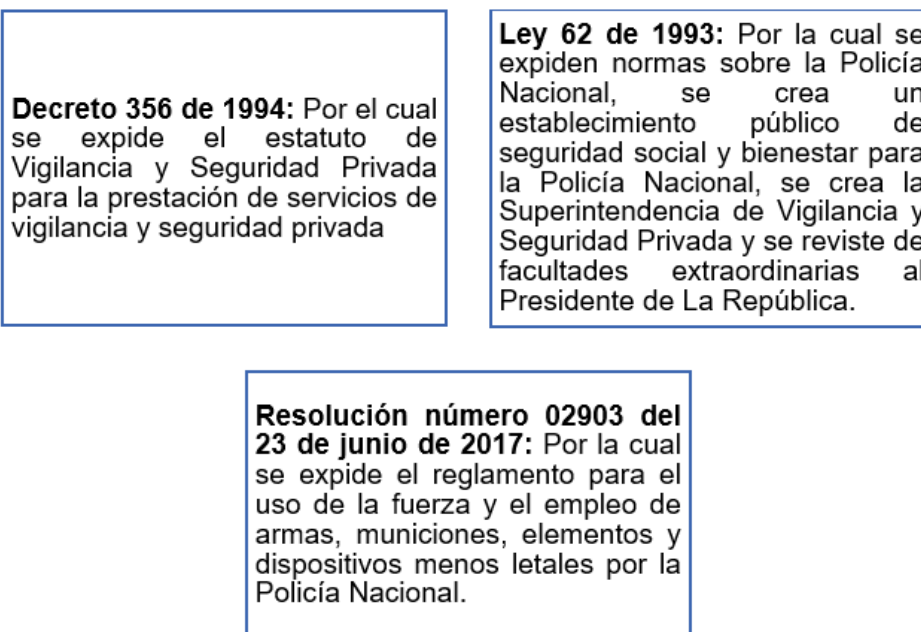 Decreto 356 de 1994: Por el cual
se expide el estatuto de
Vigilancia y Seguridad Privada
para la prestación de servicios de
vigilancia y seguridad privada
Ley 62 de 1993: Por la cual se
expiden normas sobre la Policía
Nacional, se crea un
establecimiento público de
seguridad social y bienestar para
la Policía Nacional, se crea la
Superintendencia de Vigilancia y
Seguridad Privada y se reviste de
facultades extraordinarias al
Presidente de La República.
Resolución número 02903 del
23 de junio de 2017: Por la cual
se expide el reglamento para el
uso de la fuerza y el empleo de
armas, municiones, elementos y
dispositivos menos letales por la
Policía Nacional.